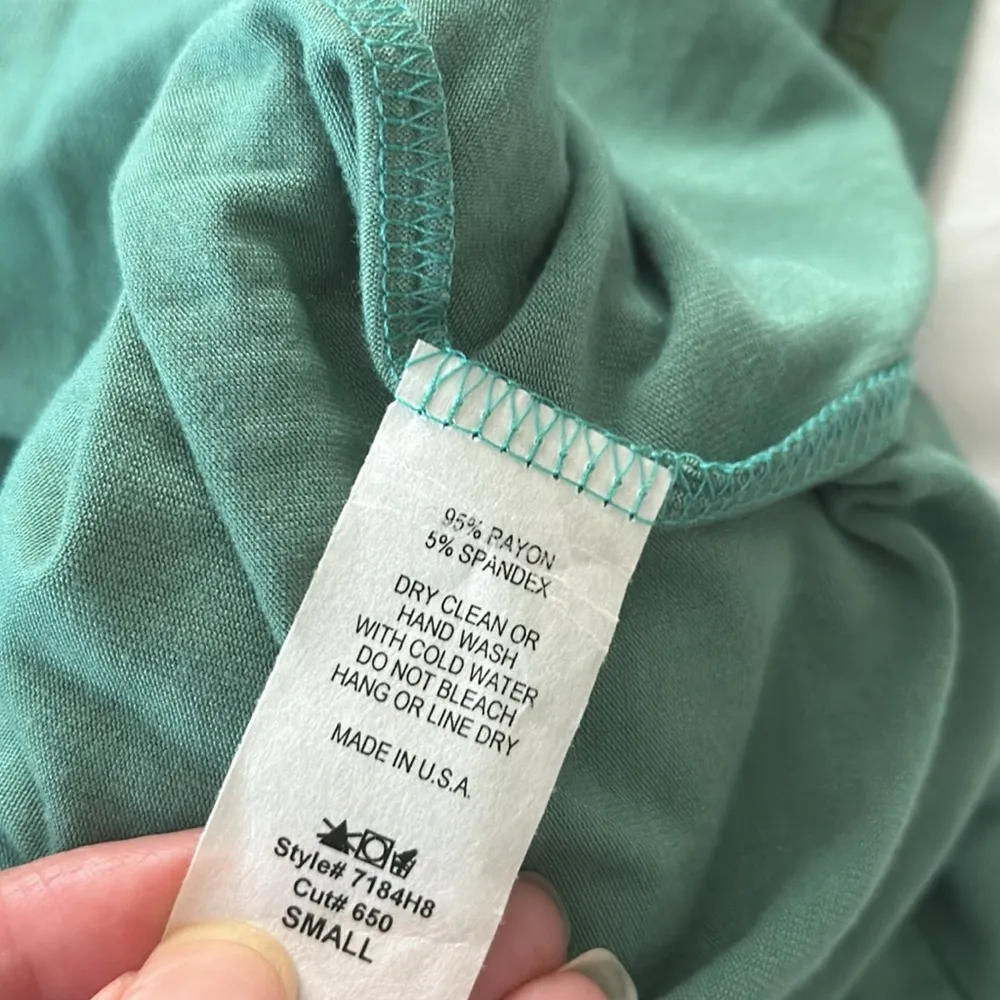 95% RAYON
5% SPANDEX
DRY CLEAN OR
HAND WASH
WITH COLD WATER
DO NOT BLEACH
HANG OR LINE DRY
MADE IN U.S.A.
Style# 7184H8
Cut# 650
SMALL